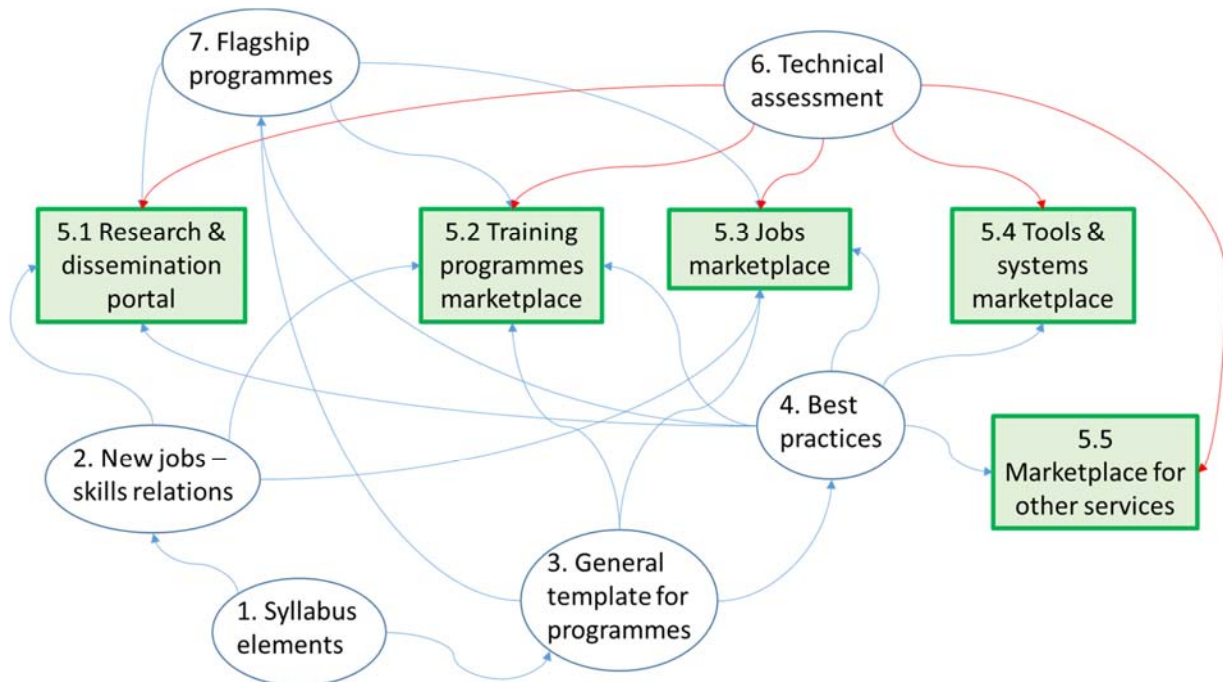 7. Flagship
programmes
6. Technical
assessment
5.1 Research &
dissemination
portal
5.2 Training
programmes
marketplace
5.3 Jobs
marketplace
5.4 Tools &
systems
marketplace
4. Best
practices
5.5
Marketplace for
other services
2. New jobs –
skills relations
3. General
template for
programmes
1. Syllabus
elements